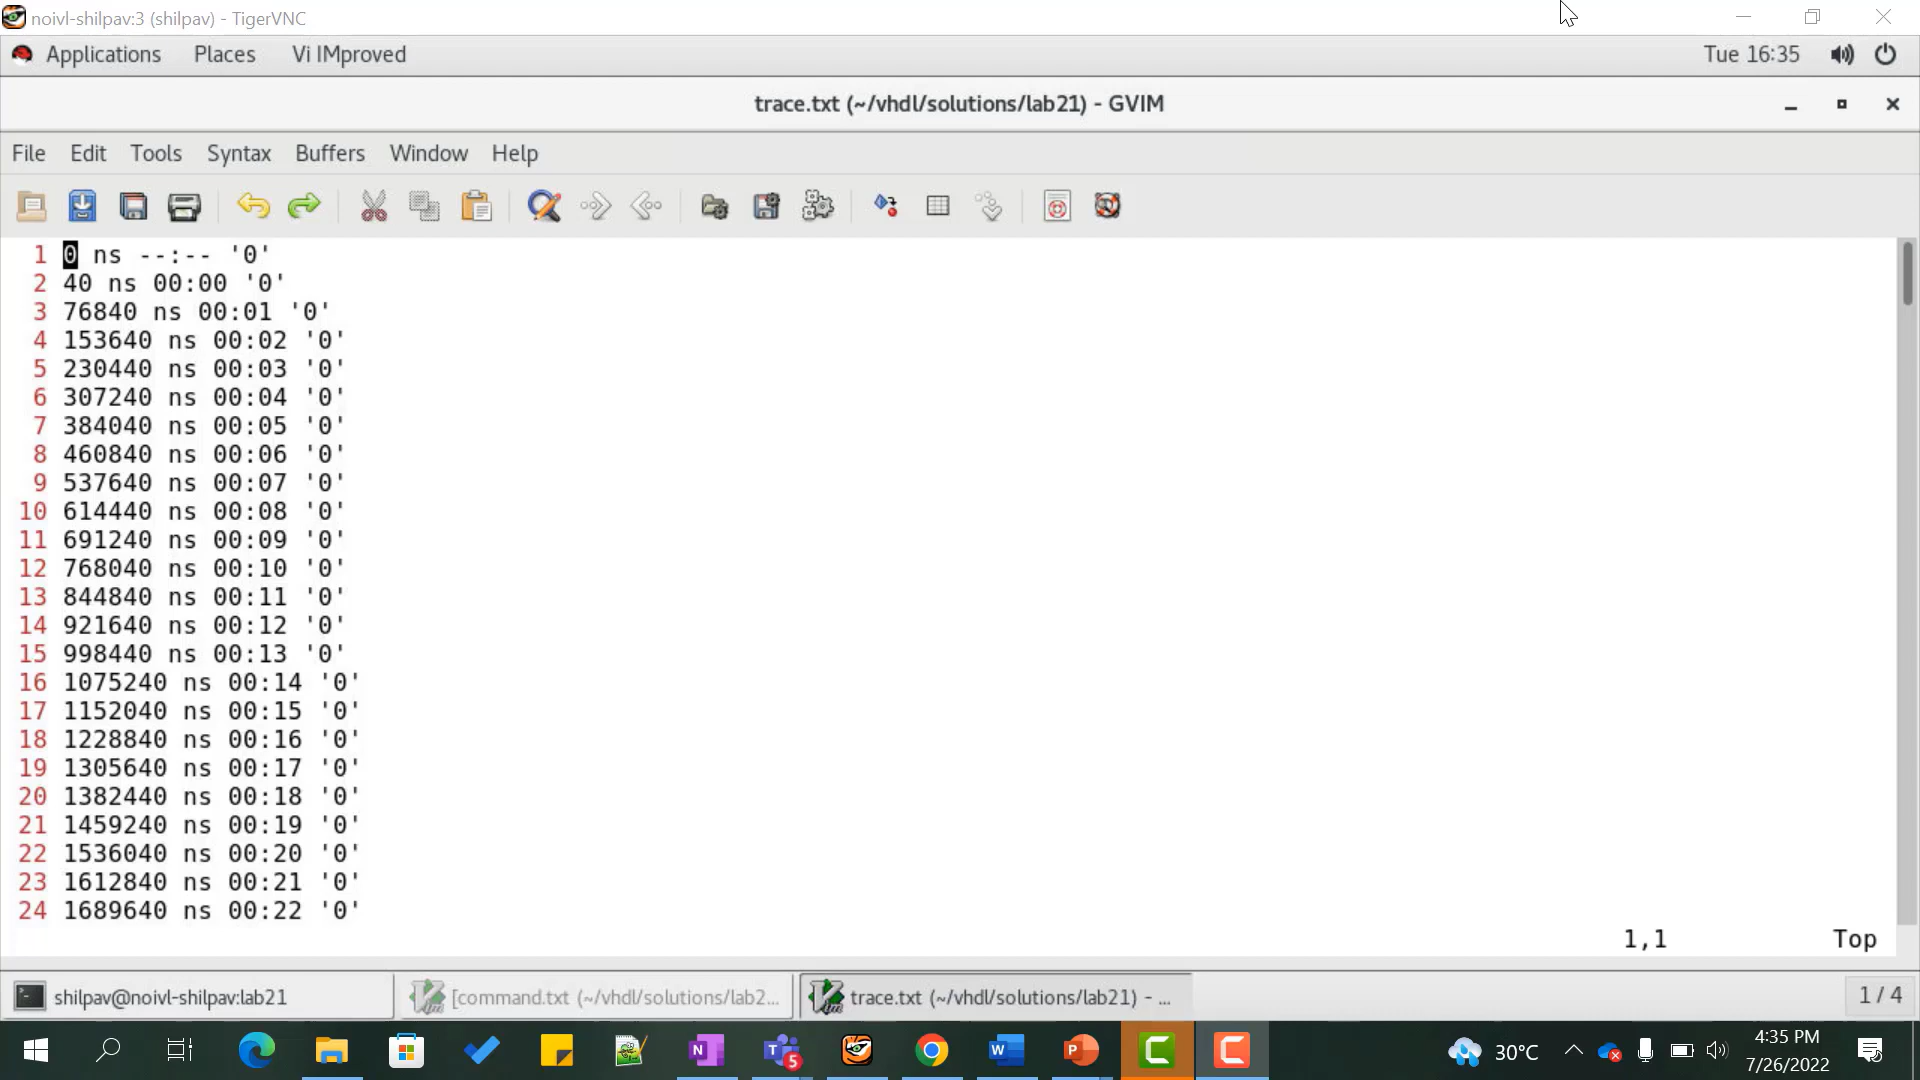 noivl-shilpav:3 (shilpav) - TigerVNC
Applications Places Vi IMproved Tue 16:35
trace.txt (~/vhdl/solutions/lab21) - GVIM
File Edit Tools Syntax Buffers Window Help
1 0 ns --:-- '0'
2 40 ns 00:00 '0'
3 76840 ns 00:01 '0'
4 153640 ns 00:02 '0'
5 230440 ns 00:03 '0'
6 307240 ns 00:04 '0'
7 384040 ns 00:05 '0'
8 460840 ns 00:06 '0'
9 537640 ns 00:07 '0'
10 614440 ns 00:08 '0'
11 691240 ns 00:09 '0'
12 768040 ns 00:10 '0'
13 844840 ns 00:11 '0'
14 921640 ns 00:12 '0'
15 998440 ns 00:13 '0'
16 1075240 ns 00:14 '0'
17 1152040 ns 00:15 '0'
18 1228840 ns 00:16 '0'
19 1305640 ns 00:17 '0'
20 1382440 ns 00:18 '0'
21 1459240 ns 00:19 '0'
22 1536040 ns 00:20 '0'
23 1612840 ns 00:21 '0'
24 1689640 ns 00:22 '0'
1,1 Top
shilpav@noivl-shilpav:lab21 [command.txt (~/vhdl/solutions/lab2... trace.txt (~/vhdl/solutions/lab21) - ... 1 / 4
30°C 4:35 PM
7/26/2022